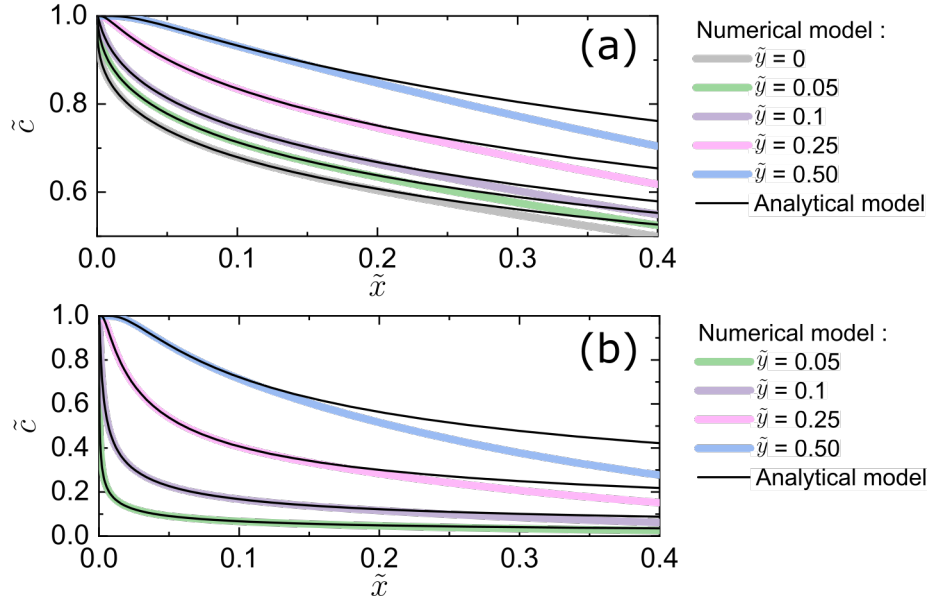 (a)
1.0
0.8
0.6
c̃
0.0 0.1 0.2 0.3 0.4
x̃
Numerical model :
ỹ = 0
ỹ = 0.05
ỹ = 0.1
ỹ = 0.25
ỹ = 0.50
Analytical model
(b)
1.0
0.8
0.6
0.4
0.2
0.0
c̃
0.0 0.1 0.2 0.3 0.4
x̃
Numerical model :
ỹ = 0.05
ỹ = 0.1
ỹ = 0.25
ỹ = 0.50
Analytical model